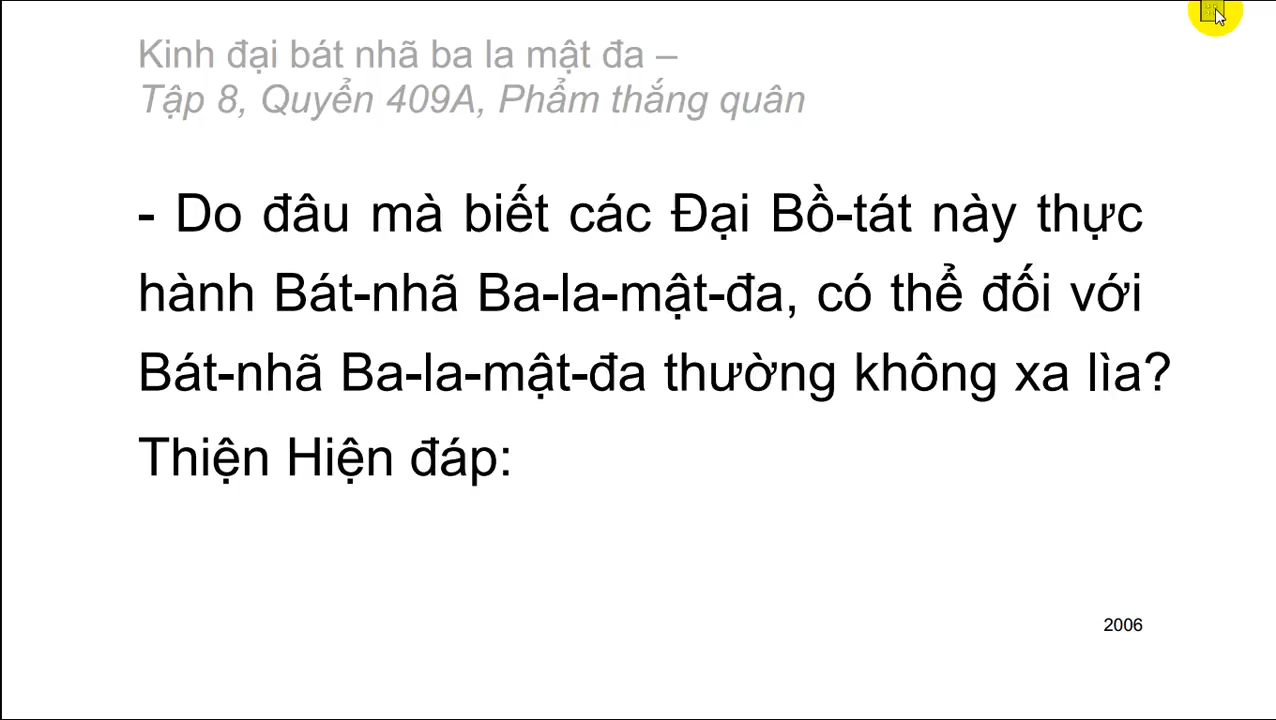 Kinh đại bát nhã ba la mật đa –
Tập 8, Quyển 409A, Phẩm thắng quân
- Do đâu mà biết các Đại Bồ-tát này thực
hành Bát-nhã Ba-la-mật-đa, có thể đối với
Bát-nhã Ba-la-mật-đa thường không xa lìa?
Thiện Hiện đáp:
2006